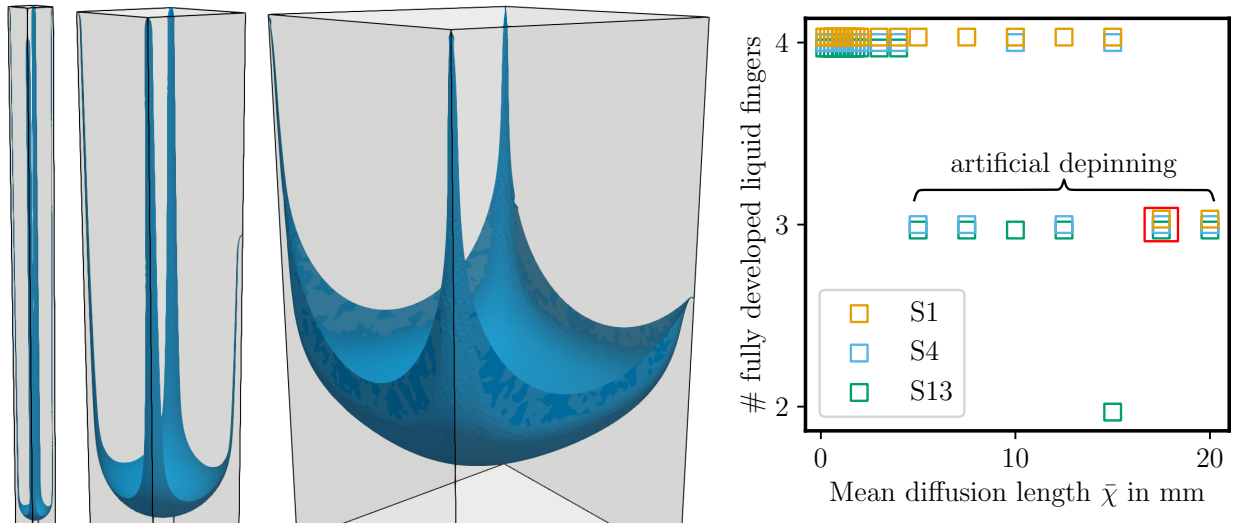 # fully developed liquid fingers
4
3
2
artificial depinning
S1
S4
S13
0
10
20
Mean diffusion length χ̄ in mm